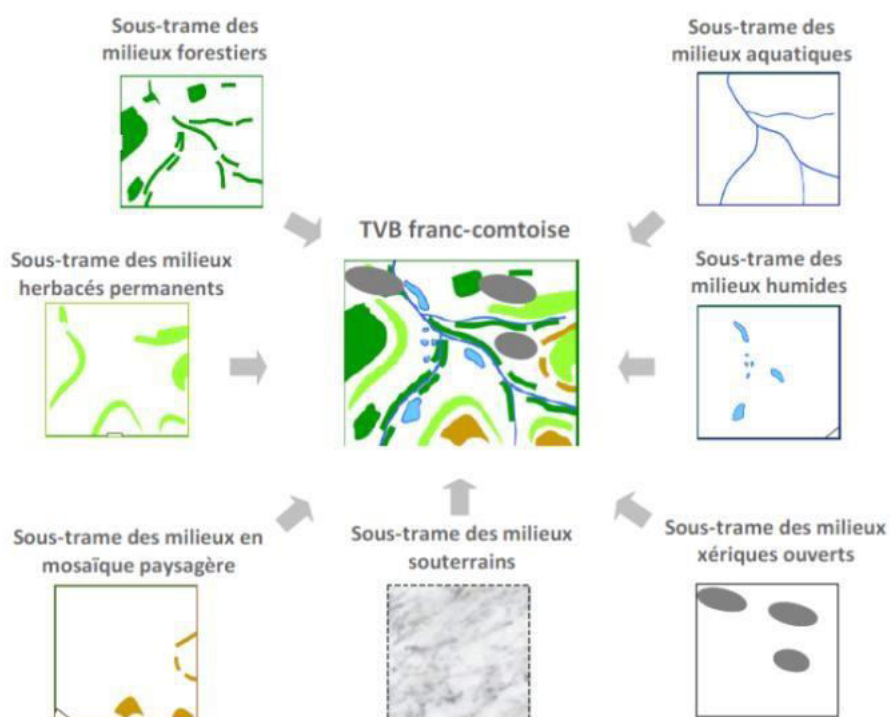 Sous-trame des
milieux forestiers
Sous-trame des
milieux aquatiques
TVB franc-comtoise
Sous-trame des milieux
herbacés permanents
Sous-trame des
milieux humides
Sous-trame des milieux en
mosaïque paysagère
Sous-trame des milieux
souterrains
Sous-trame des milieux
xériques ouverts